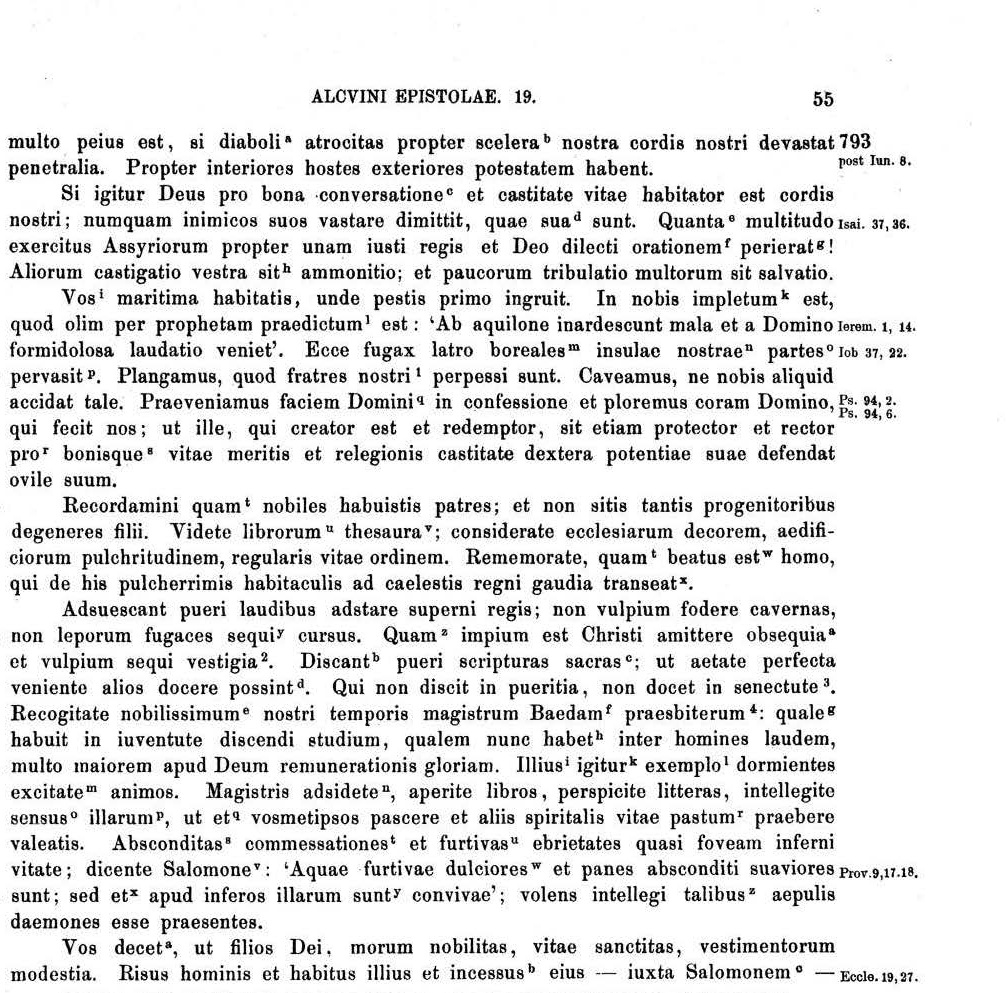 ALCVINI EPISTOLAE. 19. 55
multo peius est, si diaboli ᵃ atrocitas propter scelera ᵇ nostra cordis nostri devastat 793
penetralia. Propter interiores hostes exteriores potestatem habent. post Iun. 8.
Si igitur Deus pro bona conversatione ᶜ et castitate vitae habitator est cordis
nostri; numquam inimicos suos vastare dimittit, quae sua ᵈ sunt. Quanta ᵉ multitudo Isai. 37, 36.
exercitus Assyriorum propter unam iusti regis et Deo dilecti orationem ᶠ perierat ᵍ!
Aliorum castigatio vestra sit ʰ ammonitio; et paucorum tribulatio multorum sit salvatio.
Vos ⁱ maritima habitatis, unde pestis primo ingruit. In nobis impletum ᵏ est,
quod olim per prophetam praedictum ˡ est: ‘Ab aquilone inardescunt mala et a Domino Ierem. 1, 14.
formidolosa laudatio veniet’. Ecce fugax latro boreales ᵐ insulae nostrae ⁿ partes ᵒ Iob 37, 22.
pervasit ᵖ. Plangamus, quod fratres nostri ¹ perpessi sunt. Caveamus, ne nobis aliquid
accidat tale. Praeveniamus faciem Domini ᑫ in confessione et ploremus coram Domino, Ps. 94, 2.
Ps. 94, 6.
qui fecit nos; ut ille, qui creator est et redemptor, sit etiam protector et rector
pro ʳ bonisque ˢ vitae meritis et relegionis castitate dextera potentiae suae defendat
ovile suum.
Recordamini quam ᵗ nobiles habuistis patres; et non sitis tantis progenitoribus
degeneres filii. Videte librorum ᵘ thesaura ᵛ; considerate ecclesiarum decorem, aedifi-
ciorum pulchritudinem, regularis vitae ordinem. Rememorate, quam ᵗ beatus est ʷ homo,
qui de his pulcherrimis habitaculis ad caelestis regni gaudia transeat ˣ.
Adsuescant pueri laudibus adstare superni regis; non vulpium fodere cavernas,
non leporum fugaces sequi ʸ cursus. Quam ᶻ impium est Christi amittere obsequia ᵃ
et vulpium sequi vestigia ². Discant ᵇ pueri scripturas sacras ᶜ; ut aetate perfecta
veniente alios docere possint ᵈ. Qui non discit in pueritia, non docet in senectute ³.
Recogitate nobilissimum ᵉ nostri temporis magistrum Baedam ᶠ praesbiterum ⁴: quale ᵍ
habuit in iuventute discendi studium, qualem nunc habet ʰ inter homines laudem,
multo maiorem apud Deum remunerationis gloriam. Illius ⁱ igitur ᵏ exemplo ˡ dormientes
excitate ᵐ animos. Magistris adsidete ⁿ, aperite libros, perspicite litteras, intellegite
sensus ᵒ illarum ᵖ, ut et ᑫ vosmetipsos pascere et aliis spiritalis vitae pastum ʳ praebere
valeatis. Absconditas ˢ commessationes ᵗ et furtivas ᵘ ebrietates quasi foveam inferni
vitate; dicente Salomone ᵛ: ‘Aquae furtivae dulciores ʷ et panes absconditi suaviores Prov. 9, 17. 18.
sunt; sed et ˣ apud inferos illarum sunt ʸ convivae’; volens intellegi talibus ᶻ aepulis
daemones esse praesentes.
Vos decet ᵃ, ut filios Dei, morum nobilitas, vitae sanctitas, vestimentorum
modestia. Risus hominis et habitus illius et incessus ᵇ eius — iuxta Salomonem ᶜ — Eccle. 19, 27.